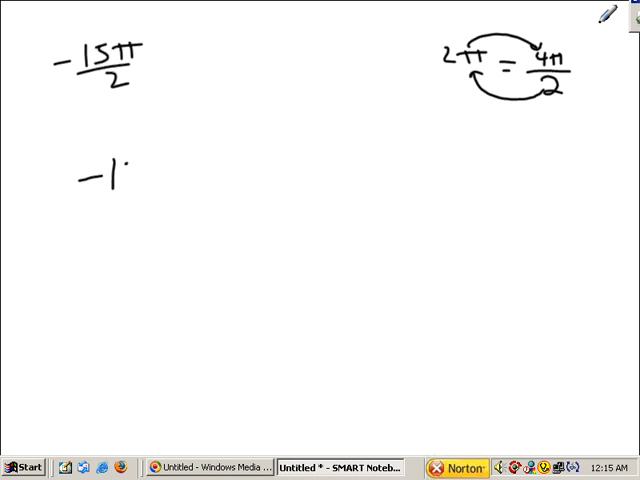 -15π/2
2π = 4π/2
-1
Start
Untitled - Windows Media ...
Untitled * - SMART Noteb...
Norton
12:15 AM